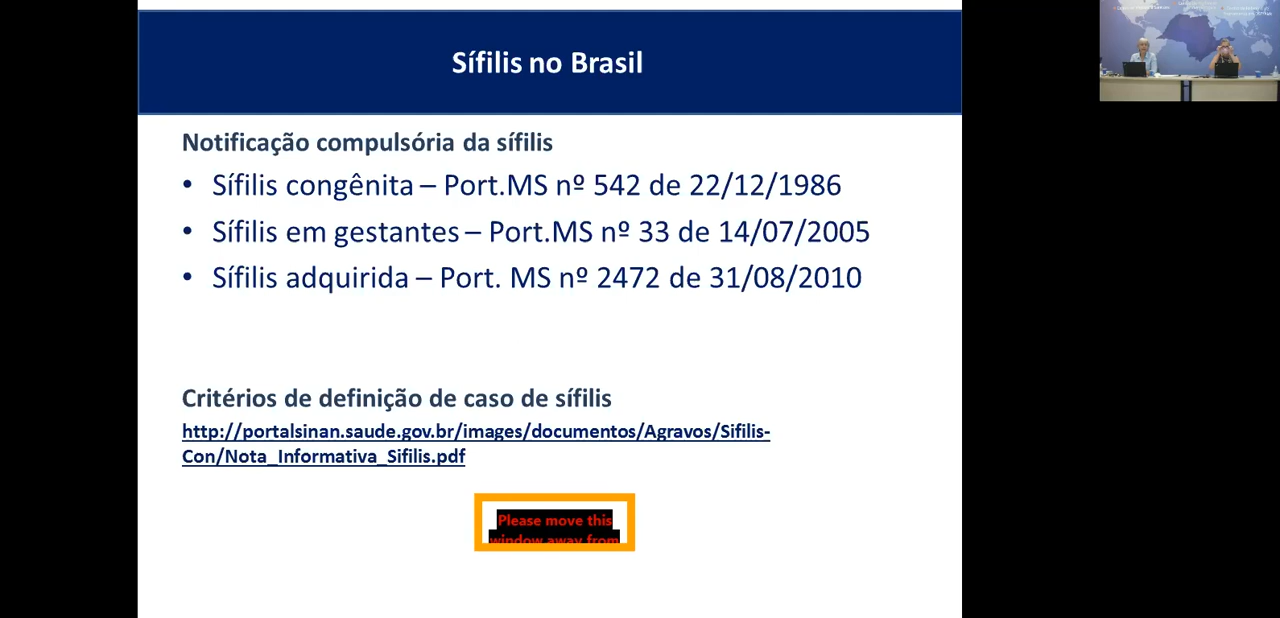 Sífilis no Brasil
Notificação compulsória da sífilis
• Sífilis congênita – Port.MS nº 542 de 22/12/1986
• Sífilis em gestantes – Port.MS nº 33 de 14/07/2005
• Sífilis adquirida – Port. MS nº 2472 de 31/08/2010
Critérios de definição de caso de sífilis
http://portalsinan.saude.gov.br/images/documentos/Agravos/Sifilis-
Con/Nota_Informativa_Sifilis.pdf
Please move this
window away from